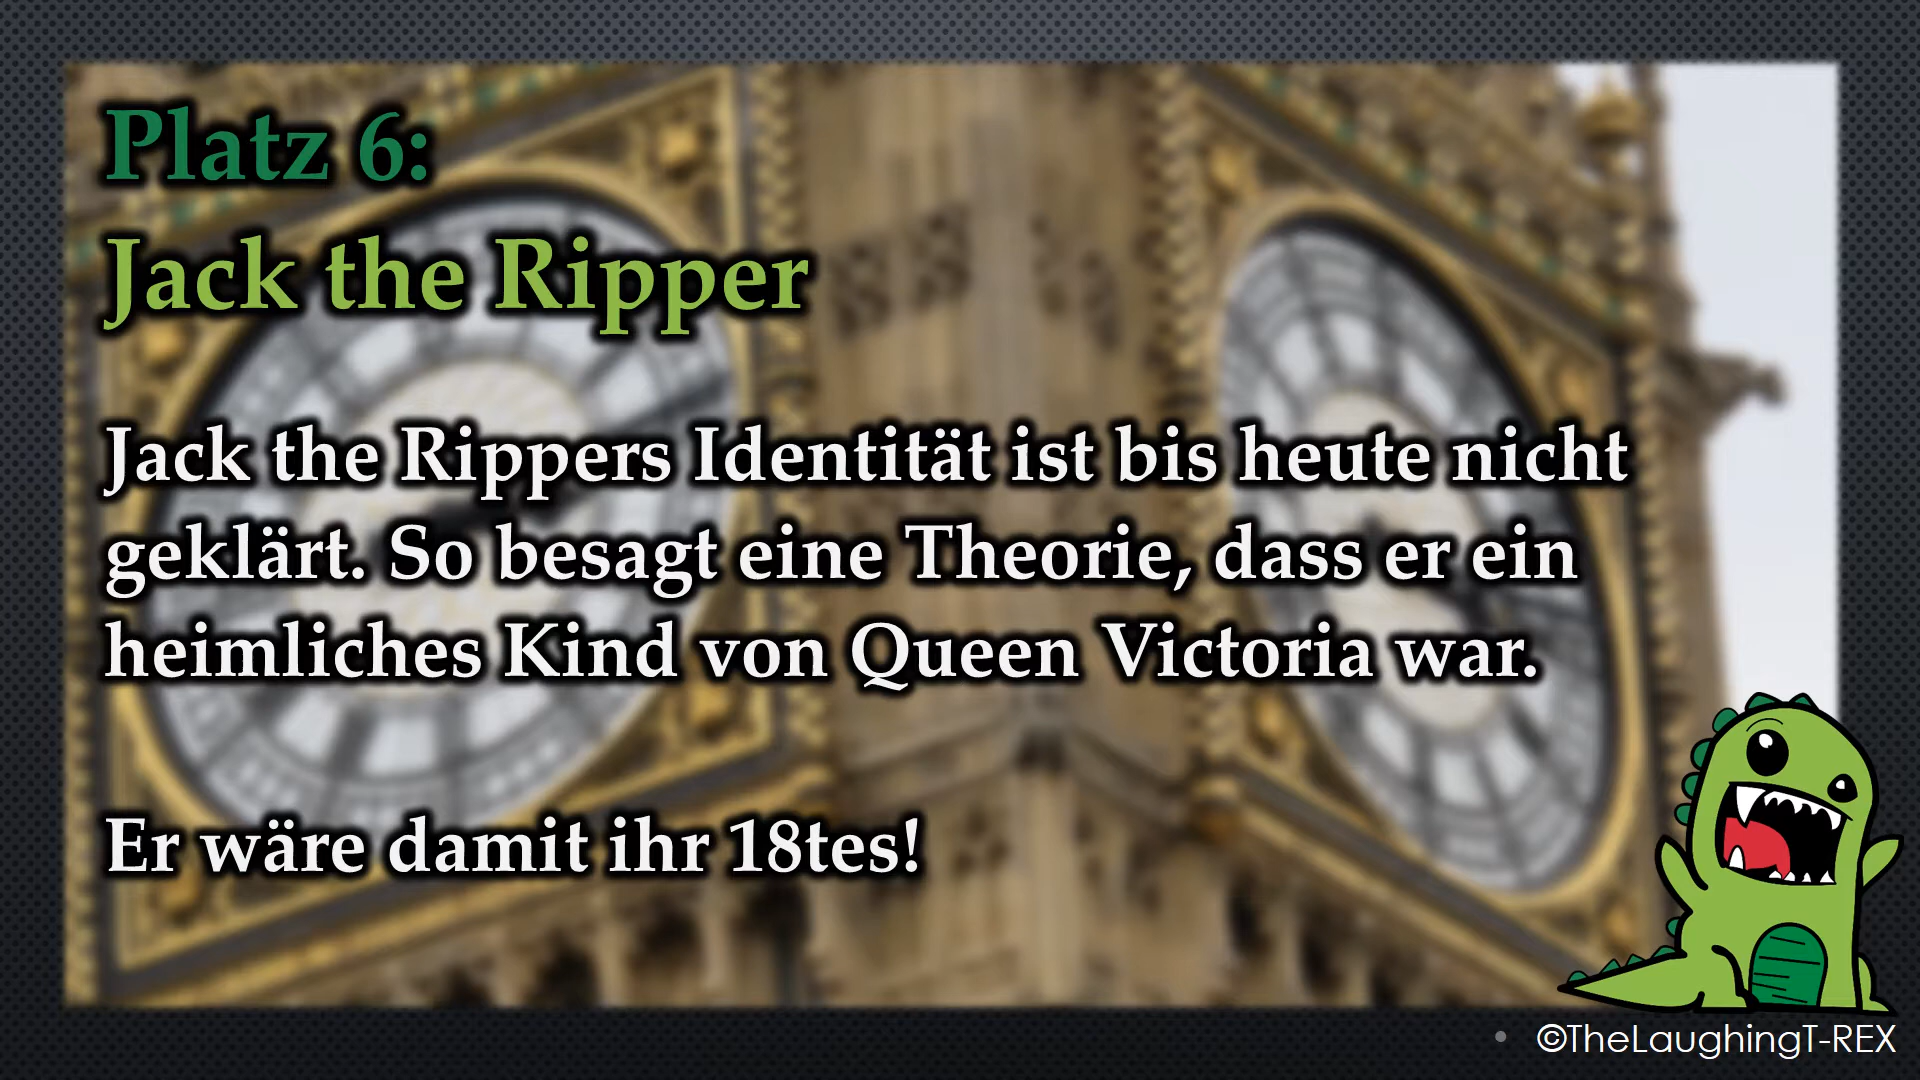 Platz 6:
Jack the Ripper
Jack the Rippers Identität ist bis heute nicht
geklärt. So besagt eine Theorie, dass er ein
heimliches Kind von Queen Victoria war.
Er wäre damit ihr 18tes!
• ©TheLaughingT-REX